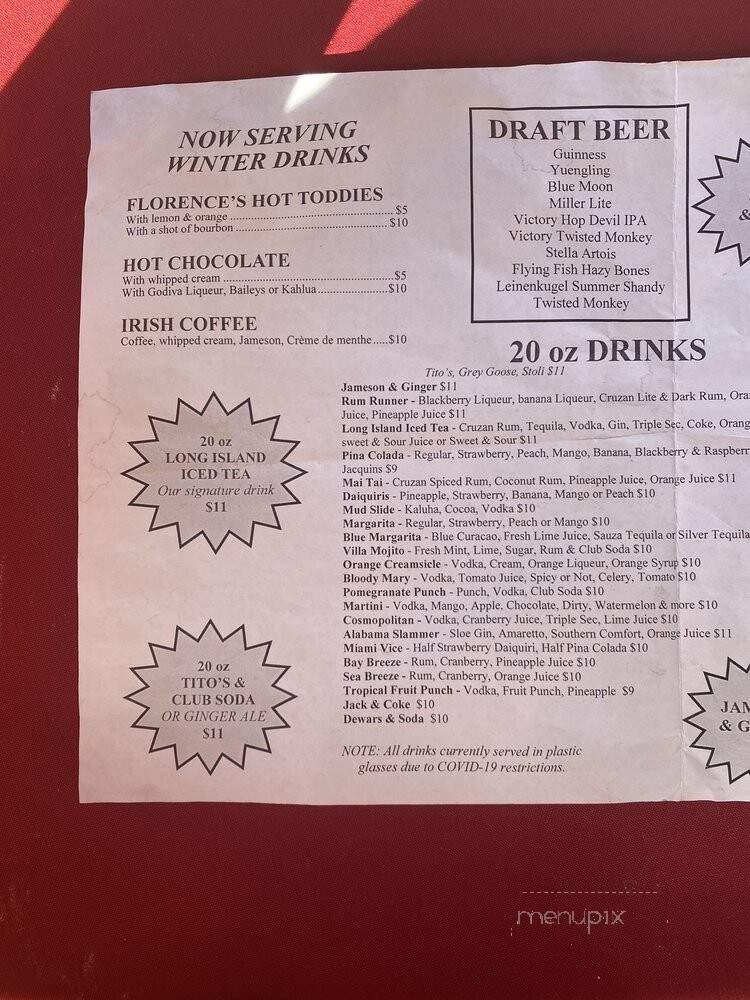 NOW SERVING
WINTER DRINKS
FLORENCE'S HOT TODDIES
With lemon & orange ........................................................ $5
With a shot of bourbon .................................................... $10
HOT CHOCOLATE
With whipped cream ........................................................ $5
With Godiva Liqueur, Baileys or Kahlua ........................ $10
IRISH COFFEE
Coffee, whipped cream, Jameson, Crème de menthe.....$10
DRAFT BEER
Guinness
Yuengling
Blue Moon
Miller Lite
Victory Hop Devil IPA
Victory Twisted Monkey
Stella Artois
Flying Fish Hazy Bones
Leinenkugel Summer Shandy
Twisted Monkey
&
20 oz DRINKS
Tito's, Grey Goose, Stoli $11
Jameson & Ginger $11
Rum Runner - Blackberry Liqueur, banana Liqueur, Cruzan Lite & Dark Rum, Ora
Juice, Pineapple Juice $11
Long Island Iced Tea - Cruzan Rum, Tequila, Vodka, Gin, Triple Sec, Coke, Orang
sweet & Sour Juice or Sweet & Sour $11
Pina Colada - Regular, Strawberry, Peach, Mango, Banana, Blackberry & Raspberr
Jacquins $9
Mai Tai - Cruzan Spiced Rum, Coconut Rum, Pineapple Juice, Orange Juice $11
Daiquiris - Pineapple, Strawberry, Banana, Mango or Peach $10
Mud Slide - Kaluha, Cocoa, Vodka $10
Margarita - Regular, Strawberry, Peach or Mango $10
Blue Margarita - Blue Curacao, Fresh Lime Juice, Sauza Tequila or Silver Tequila
Villa Mojito - Fresh Mint, Lime, Sugar, Rum & Club Soda $10
Orange Creamsicle - Vodka, Cream, Orange Liqueur, Orange Syrup $10
Bloody Mary - Vodka, Tomato Juice, Spicy or Not, Celery, Tomato $10
Pomegranate Punch - Punch, Vodka, Club Soda $10
Martini - Vodka, Mango, Apple, Chocolate, Dirty, Watermelon & more $10
Cosmopolitan - Vodka, Cranberry Juice, Triple Sec, Lime Juice $10
Alabama Slammer - Sloe Gin, Amaretto, Southern Comfort, Orange Juice $11
Miami Vice - Half Strawberry Daiquiri, Half Pina Colada $10
Bay Breeze - Rum, Cranberry, Pineapple Juice $10
Sea Breeze - Rum, Cranberry, Orange Juice $10
Tropical Fruit Punch - Vodka, Fruit Punch, Pineapple $9
Jack & Coke $10
Dewars & Soda $10
NOTE: All drinks currently served in plastic
glasses due to COVID-19 restrictions.
20 oz
LONG ISLAND
ICED TEA
Our signature drink
$11
20 oz
TITO'S &
CLUB SODA
OR GINGER ALE
$11
JAM
& G
menupix